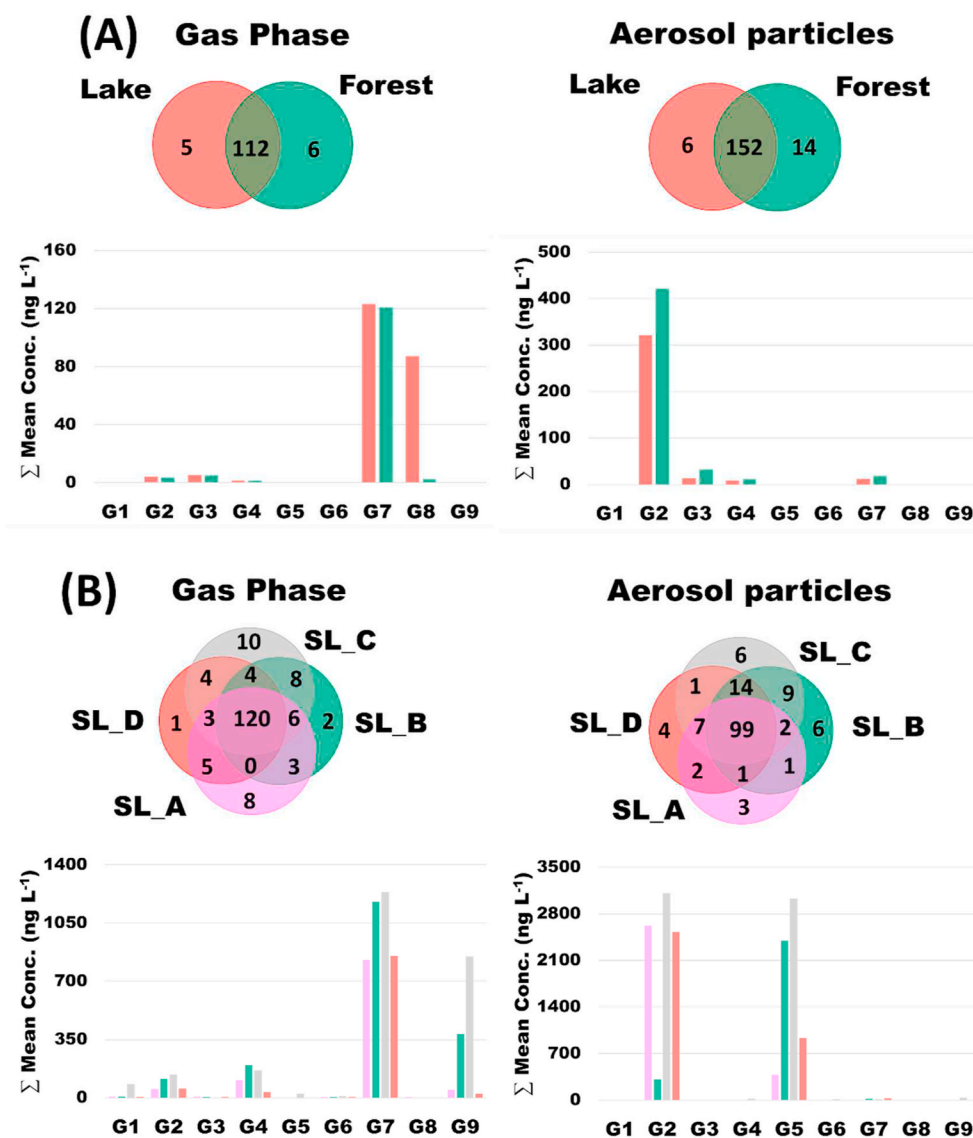 (A)
Gas Phase
Lake
Forest
5
112
6
Aerosol particles
Lake
Forest
6
152
14
∑ Mean Conc. (ng L⁻¹)
160
120
80
40
0
G1 G2 G3 G4 G5 G6 G7 G8 G9
∑ Mean Conc. (ng L⁻¹)
500
400
300
200
100
0
G1 G2 G3 G4 G5 G6 G7 G8 G9
(B)
Gas Phase
10
SL_C
4 4 8
SL_D
1 3 120 6 2
SL_B
5 0 3
SL_A
8
Aerosol particles
6
SL_C
1 14 9
SL_D
4 7 99 2 6
SL_B
2 1 1
SL_A
3
∑ Mean Conc. (ng L⁻¹)
1400
1050
700
350
0
G1 G2 G3 G4 G5 G6 G7 G8 G9
∑ Mean Conc. (ng L⁻¹)
3500
2800
2100
1400
700
0
G1 G2 G3 G4 G5 G6 G7 G8 G9